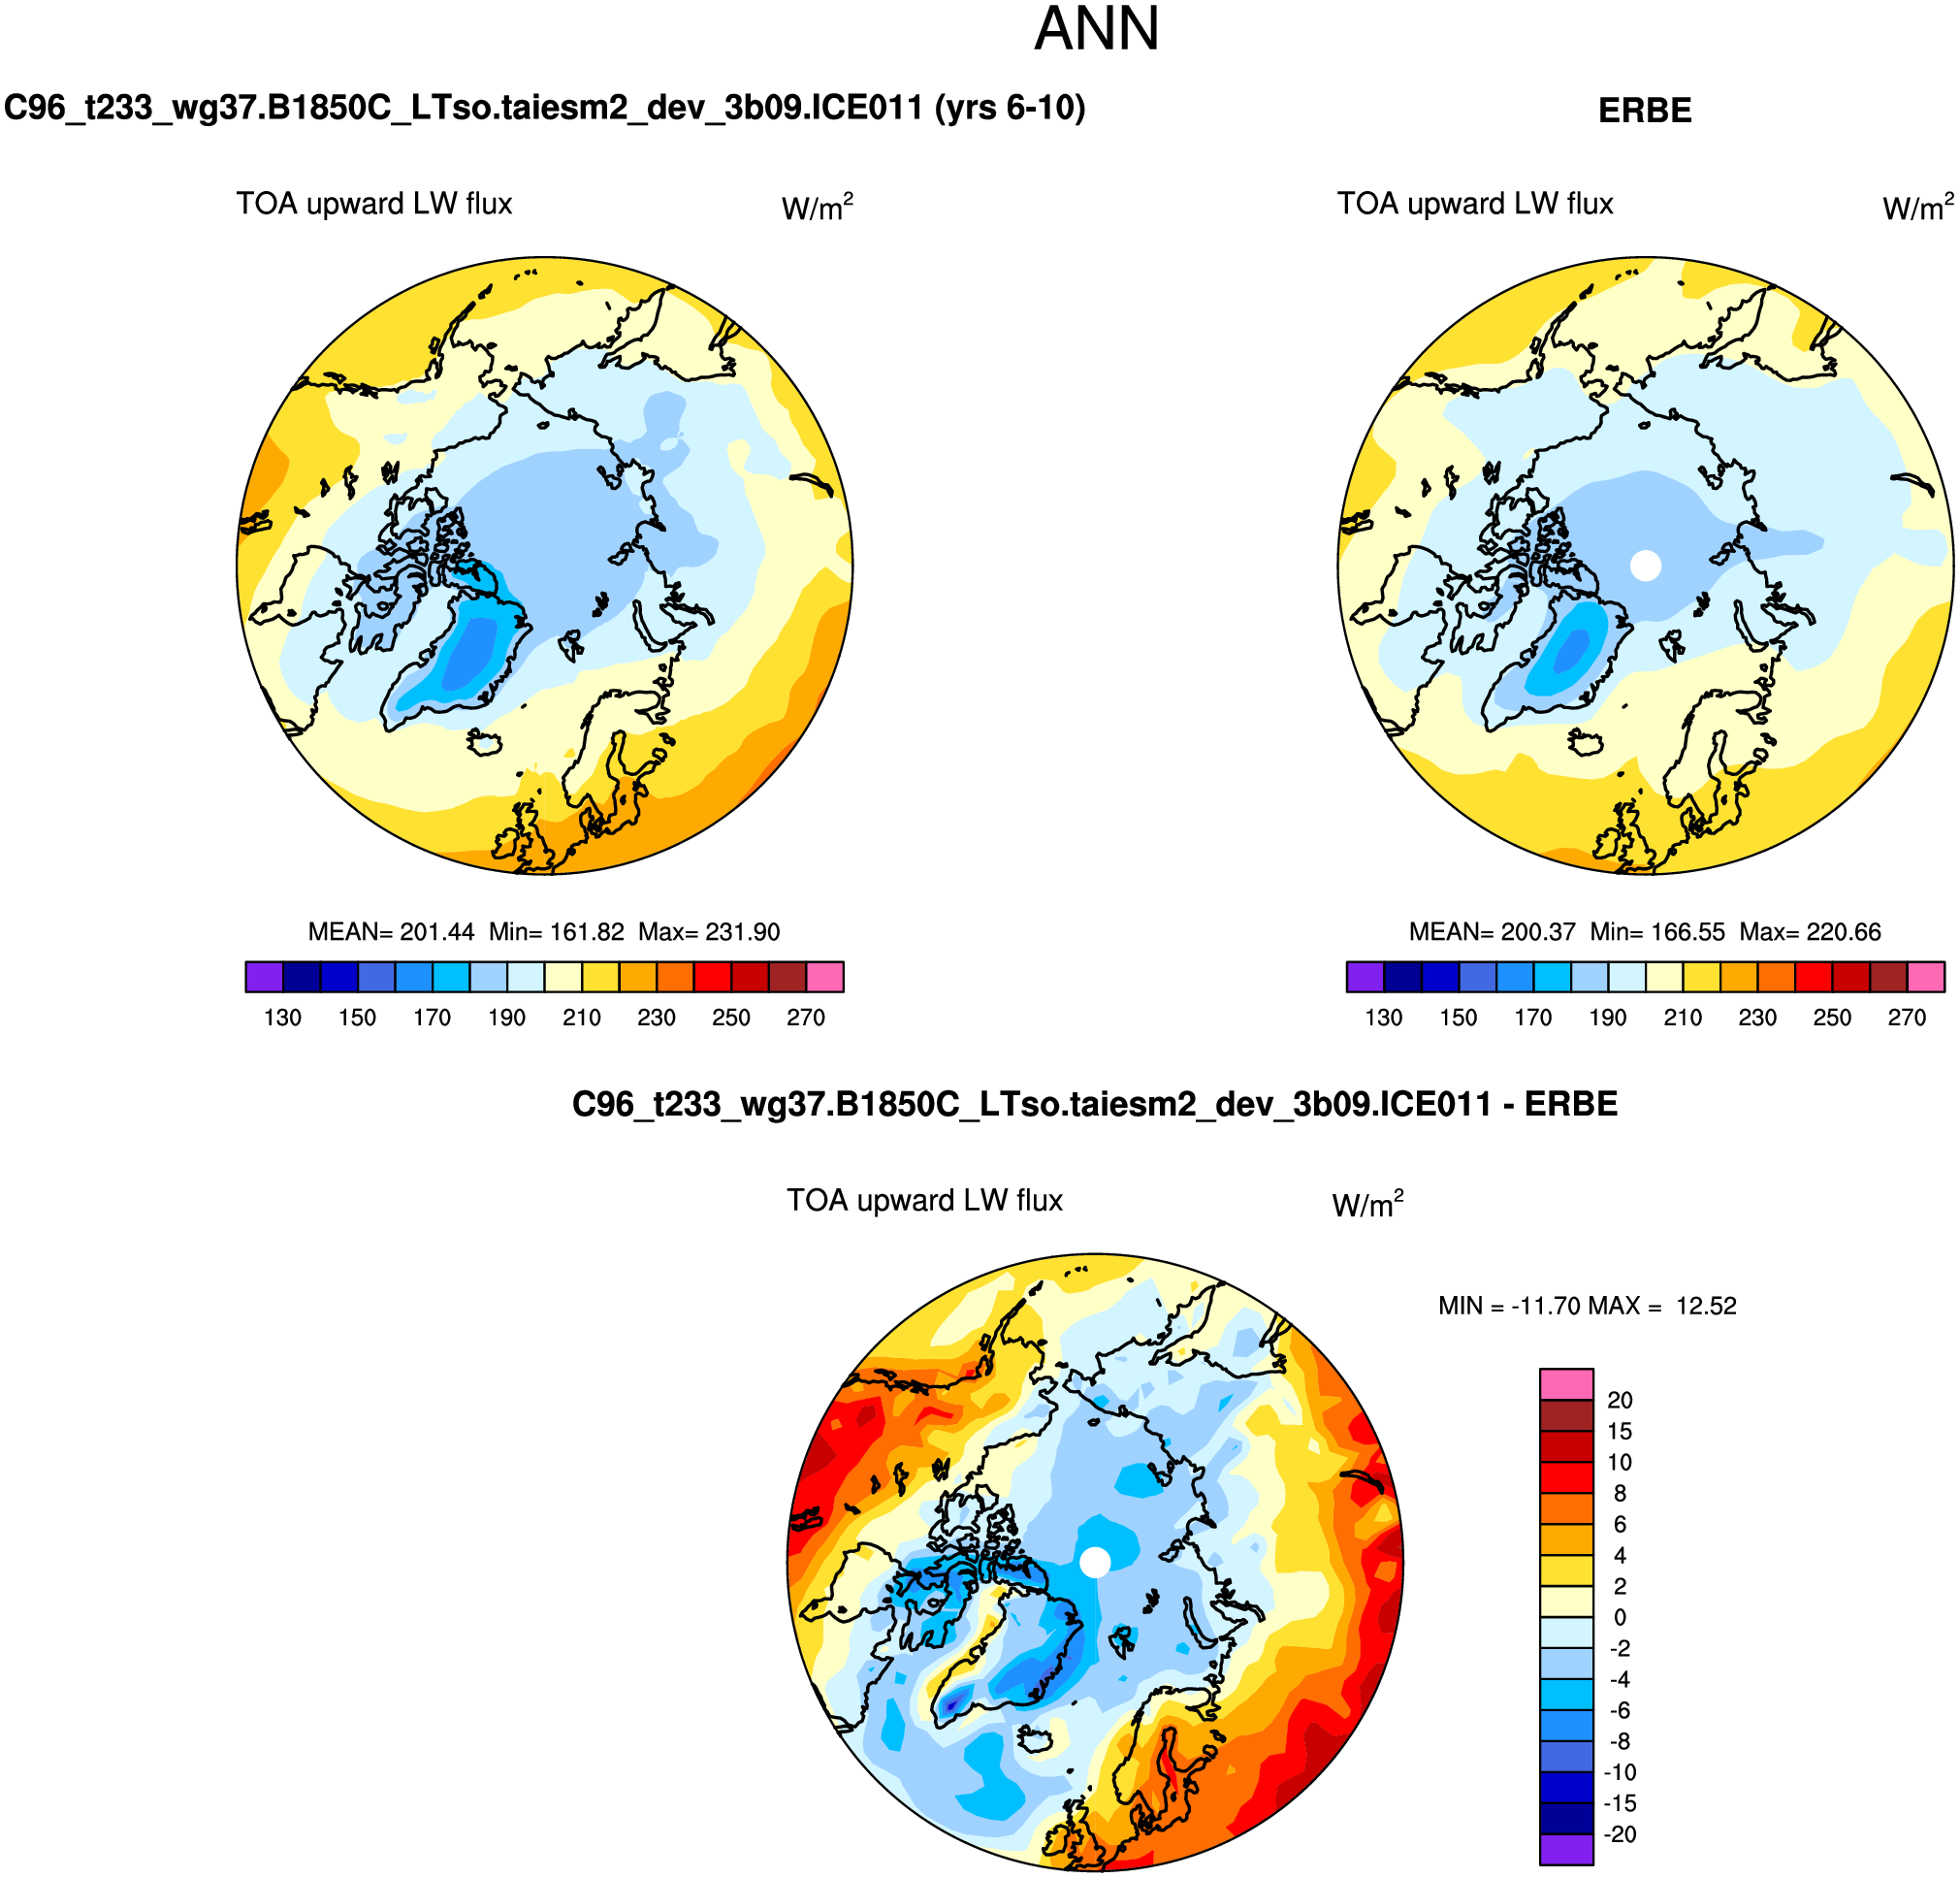 ANN
C96_t233_wg37.B1850C_LTso.taiesm2_dev_3b09.ICE011 (yrs 6-10)
ERBE
TOA upward LW flux W/m²
TOA upward LW flux W/m²
MEAN= 201.44 Min= 161.82 Max= 231.90
MEAN= 200.37 Min= 166.55 Max= 220.66
130 150 170 190 210 230 250 270
130 150 170 190 210 230 250 270
C96_t233_wg37.B1850C_LTso.taiesm2_dev_3b09.ICE011 - ERBE
TOA upward LW flux W/m²
MIN = -11.70 MAX = 12.52
20
15
10
8
6
4
2
0
-2
-4
-6
-8
-10
-15
-20